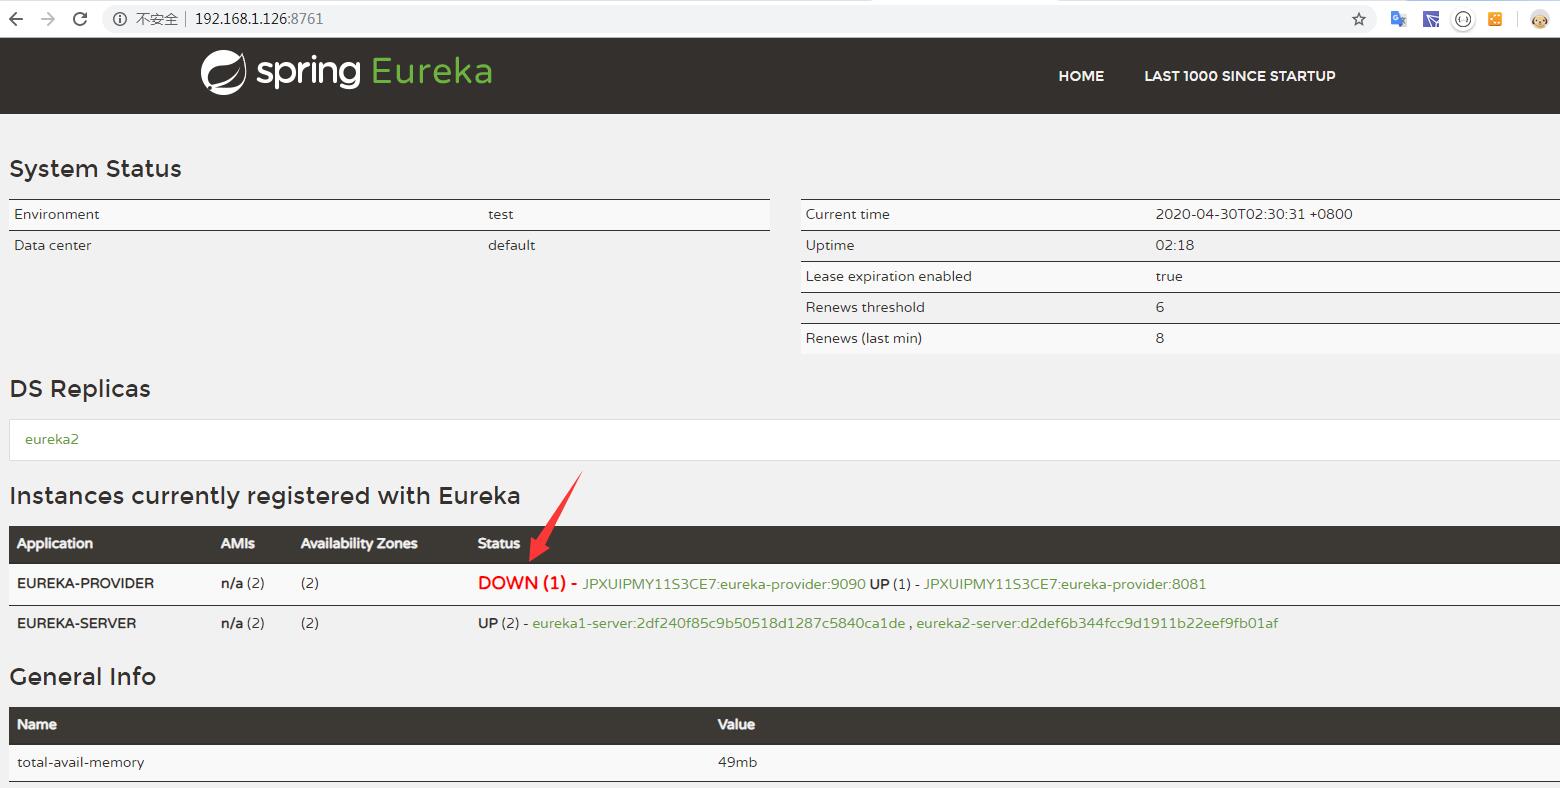 不安全 192.168.1.126:8761
spring Eureka
HOME LAST 1000 SINCE STARTUP
System Status
Environment test
Data center default
Current time 2020-04-30T02:30:31 +0800
Uptime 02:18
Lease expiration enabled true
Renews threshold 6
Renews (last min) 8
DS Replicas
eureka2
Instances currently registered with Eureka
Application AMIs Availability Zones Status
EUREKA-PROVIDER n/a (2) (2) DOWN (1) - JPXUIPMY11S3CE7:eureka-provider:9090 UP (1) - JPXUIPMY11S3CE7:eureka-provider:8081
EUREKA-SERVER n/a (2) (2) UP (2) - eureka1-server:2df240f85c9b50518d1287c5840ca1de , eureka2-server:d2def6b344fcc9d1911b22eef9fb01af
General Info
Name Value
total-avail-memory 49mb